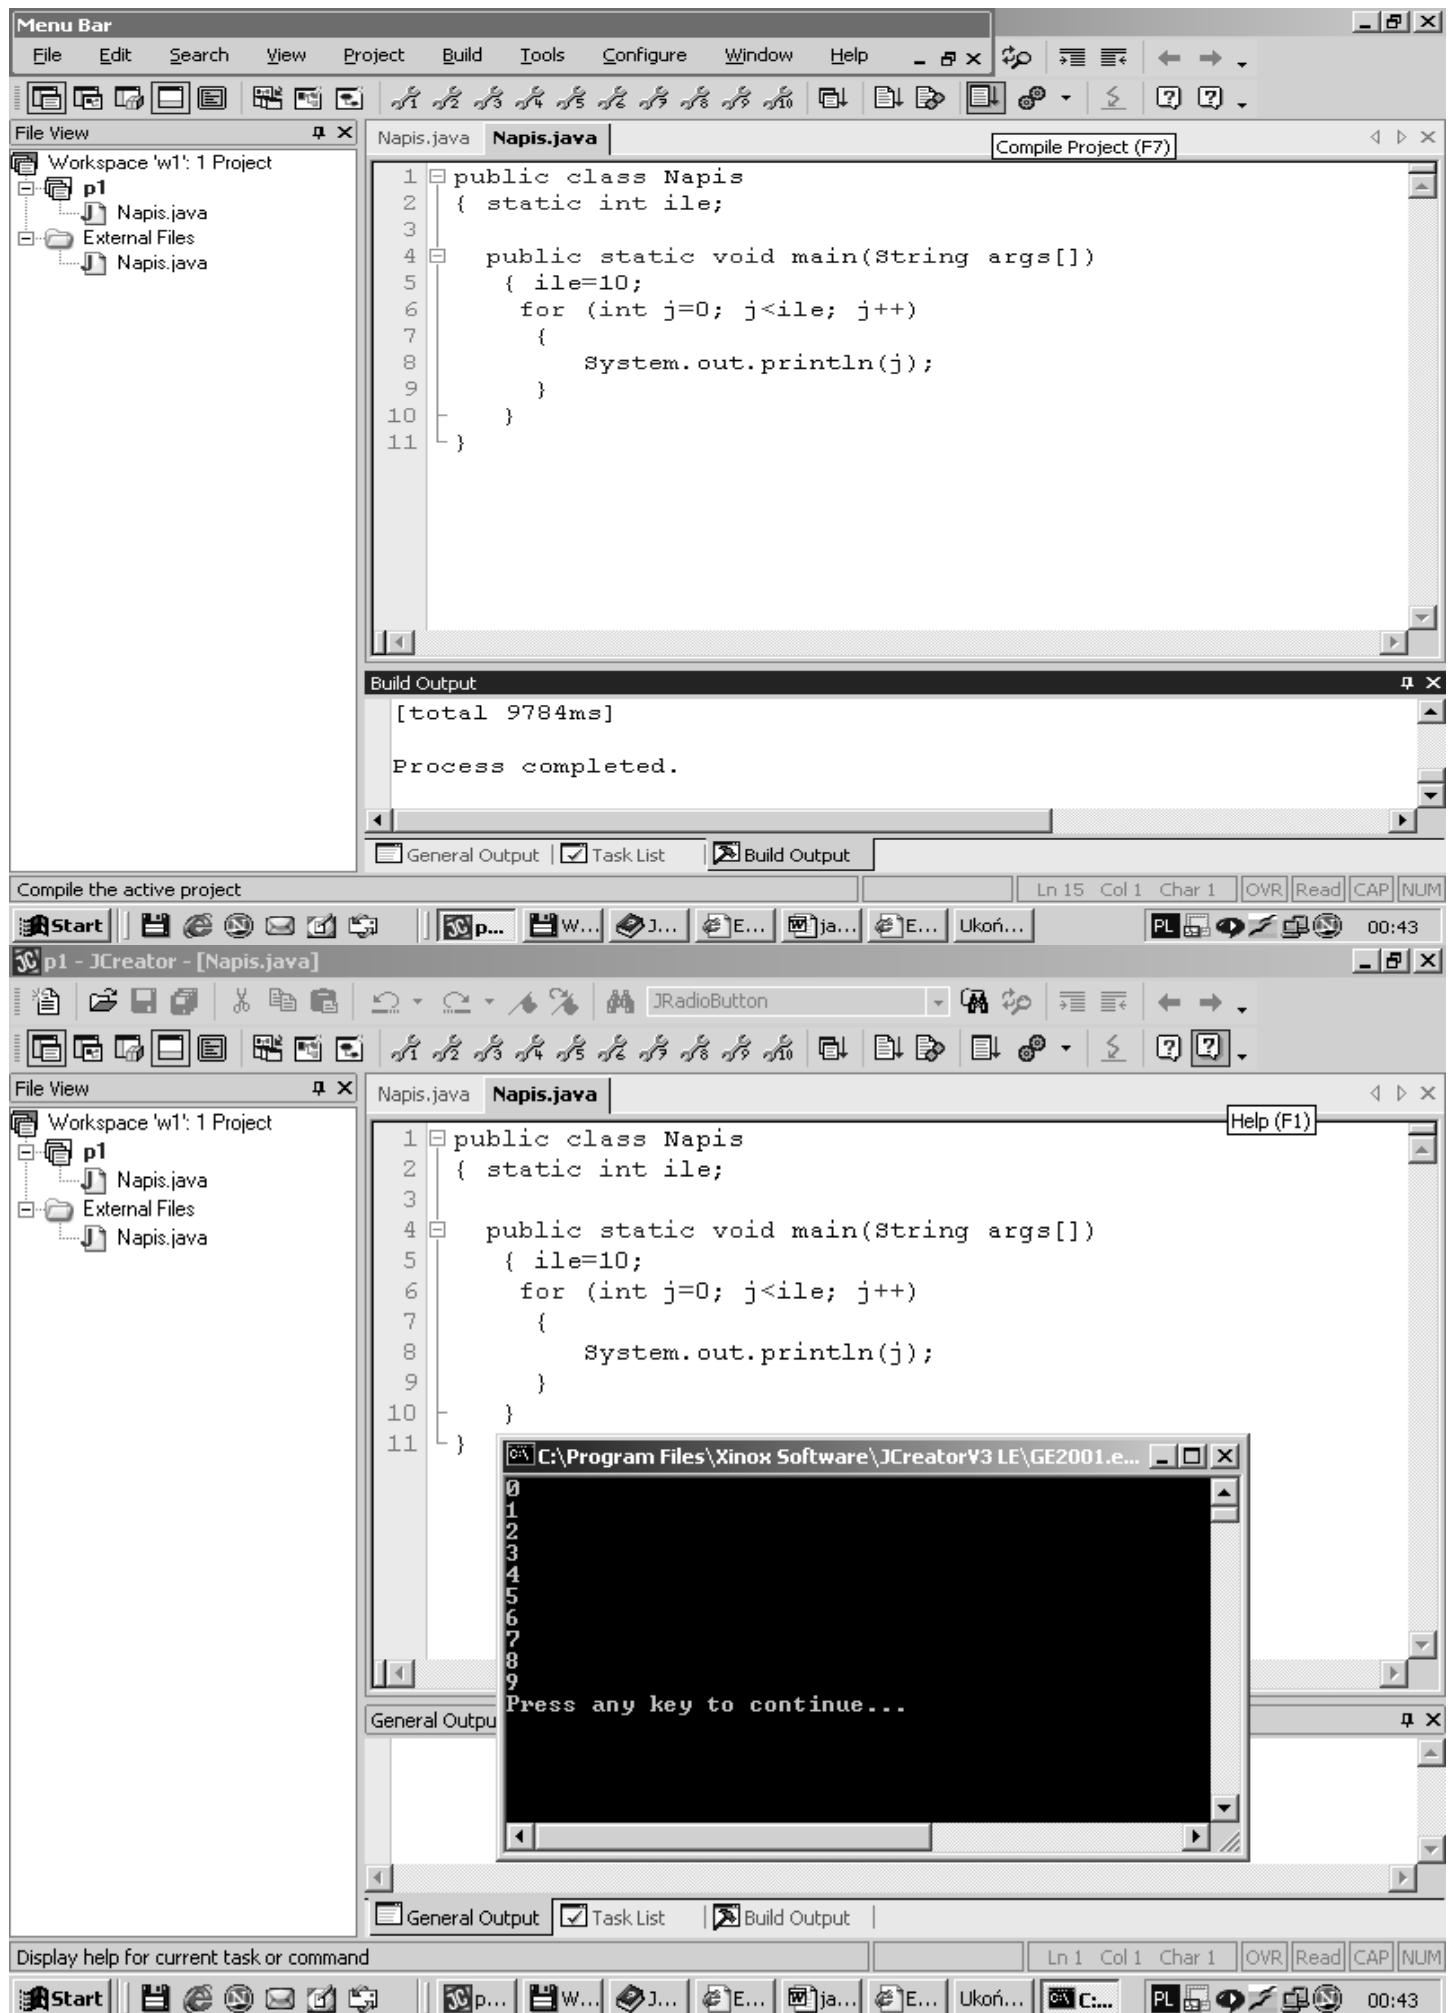 Menu Bar
File Edit Search View Project Build Tools Configure Window Help
File View
Napis.java Napis.java
Compile Project (F7)
Workspace 'w1': 1 Project
p1
Napis.java
External Files
Napis.java
1 public class Napis
2 { static int ile;
3
4 public static void main(String args[])
5 { ile=10;
6 for (int j=0; j<ile; j++)
7 {
8 System.out.println(j);
9 }
10 }
11 }
Build Output
[total 9784ms]
Process completed.
General Output Task List Build Output
Compile the active project Ln 15 Col 1 Char 1 OVR Read CAP NUM
Start p... W... J... E... ja... E... Ukoń... PL 00:43
p1 - JCreator - [Napis.java]
JRadioButton
File View
Napis.java Napis.java
Help (F1)
Workspace 'w1': 1 Project
p1
Napis.java
External Files
Napis.java
1 public class Napis
2 { static int ile;
3
4 public static void main(String args[])
5 { ile=10;
6 for (int j=0; j<ile; j++)
7 {
8 System.out.println(j);
9 }
10 }
11 }
C:\Program Files\Xinox Software\JCreatorV3 LE\GE2001.e...
0
1
2
3
4
5
6
7
8
9
Press any key to continue...
General Outpu
General Output Task List Build Output
Display help for current task or command Ln 1 Col 1 Char 1 OVR Read CAP NUM
Start p... W... J... E... ja... E... Ukoń... C:... PL 00:43